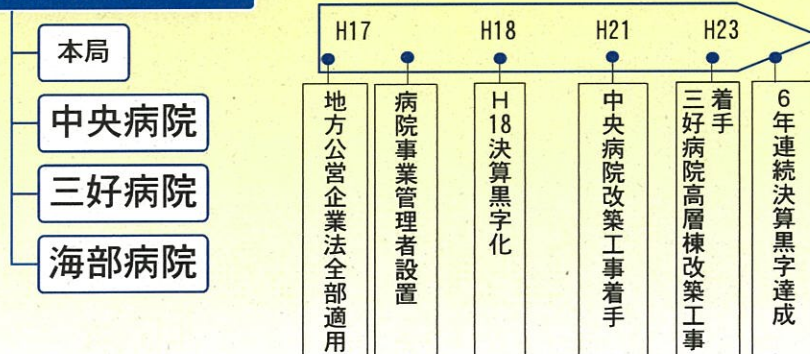 本局
中央病院
三好病院
海部病院
H17
H18
H21
H23
地方公営企業法全部適用
病院事業管理者設置
H18決算黒字化
中央病院改築工事着手
三好病院高層棟改築工事
着手
6年連続決算黒字達成